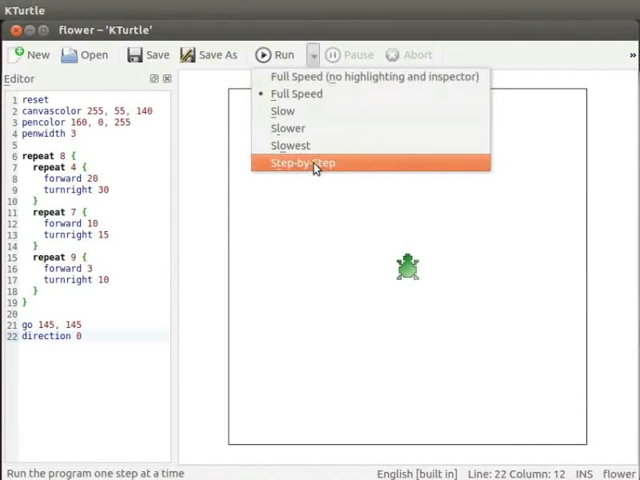 KTurtle
flower – 'KTurtle'
New Open Save Save As Run Pause Abort »
Editor
Full Speed (no highlighting and inspector)
• Full Speed
Slow
Slower
Slowest
Step-by-Step
1 reset
2 canvascolor 255, 55, 140
3 pencolor 160, 0, 255
4 penwidth 3
5
6 repeat 8 {
7 repeat 4 {
8 forward 20
9 turnright 30
10 }
11 repeat 7 {
12 forward 10
13 turnright 15
14 }
15 repeat 9 {
16 forward 3
17 turnright 10
18 }
19 }
20
21 go 145, 145
22 direction 0
Run the program one step at a time English [built in] Line: 22 Column: 12 INS flower